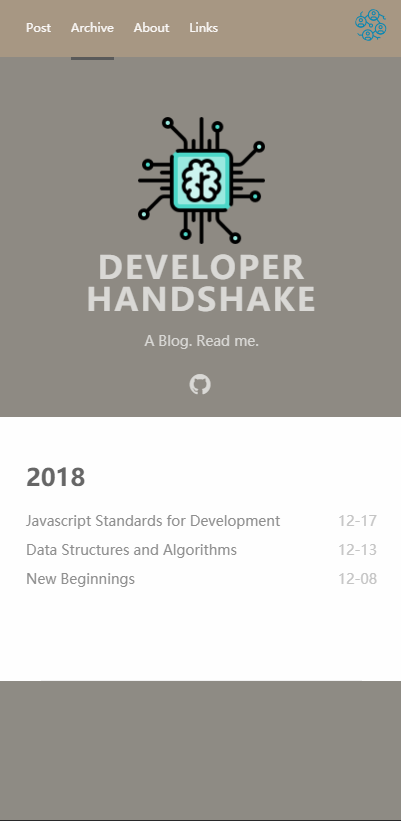 Post Archive About Links
DEVELOPER
HANDSHAKE
A Blog. Read me.
2018
Javascript Standards for Development 12-17
Data Structures and Algorithms 12-13
New Beginnings 12-08